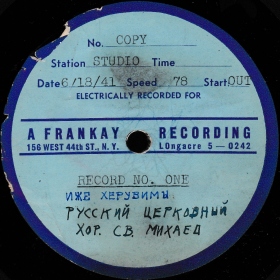 No. COPY
Station STUDIO Time
Date 6/18/41 Speed 78 Start OUT
ELECTRICALLY RECORDED FOR
A FRANKAY RECORDING
156 WEST 44th ST., N. Y. LOngacre 5-0242
RECORD NO. ONE
ИЖЕ ХЕРУВИМЫ
РУССКИЙ ЦЕРКОВНЫЙ
ХОР. СВ МИХАЕЛ